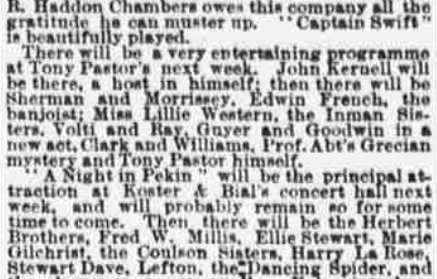 R. Haddon Chambers owes this company all the
gratitude he can muster up. "Captain Swift"
is beautifully played.
There will be a very entertaining programme
at Tony Pastor's next week. John Kernell will
be there, a host in himself; then there will be
Sherman and Morrissey, Edwin French, the
banjoist; Miss Lillie Western, the Inman Sis-
ters, Volti and Ray, Guyer and Goodwin in a
new act, Clark and Williams, Prof. Abt's Grecian
mystery and Tony Pastor himself.
"A Night in Pekin" will be the principal at-
traction at Koster & Bial's concert hall next
week, and will probably remain so for some
time to come. Then there will be the Herbert
Brothers, Fred W. Millis, Ellie Stewart, Marie
Gilchrist, the Coulson Sisters, Harry La Rose,
Stewart Dave, Lefton, the Dancing Spider, and